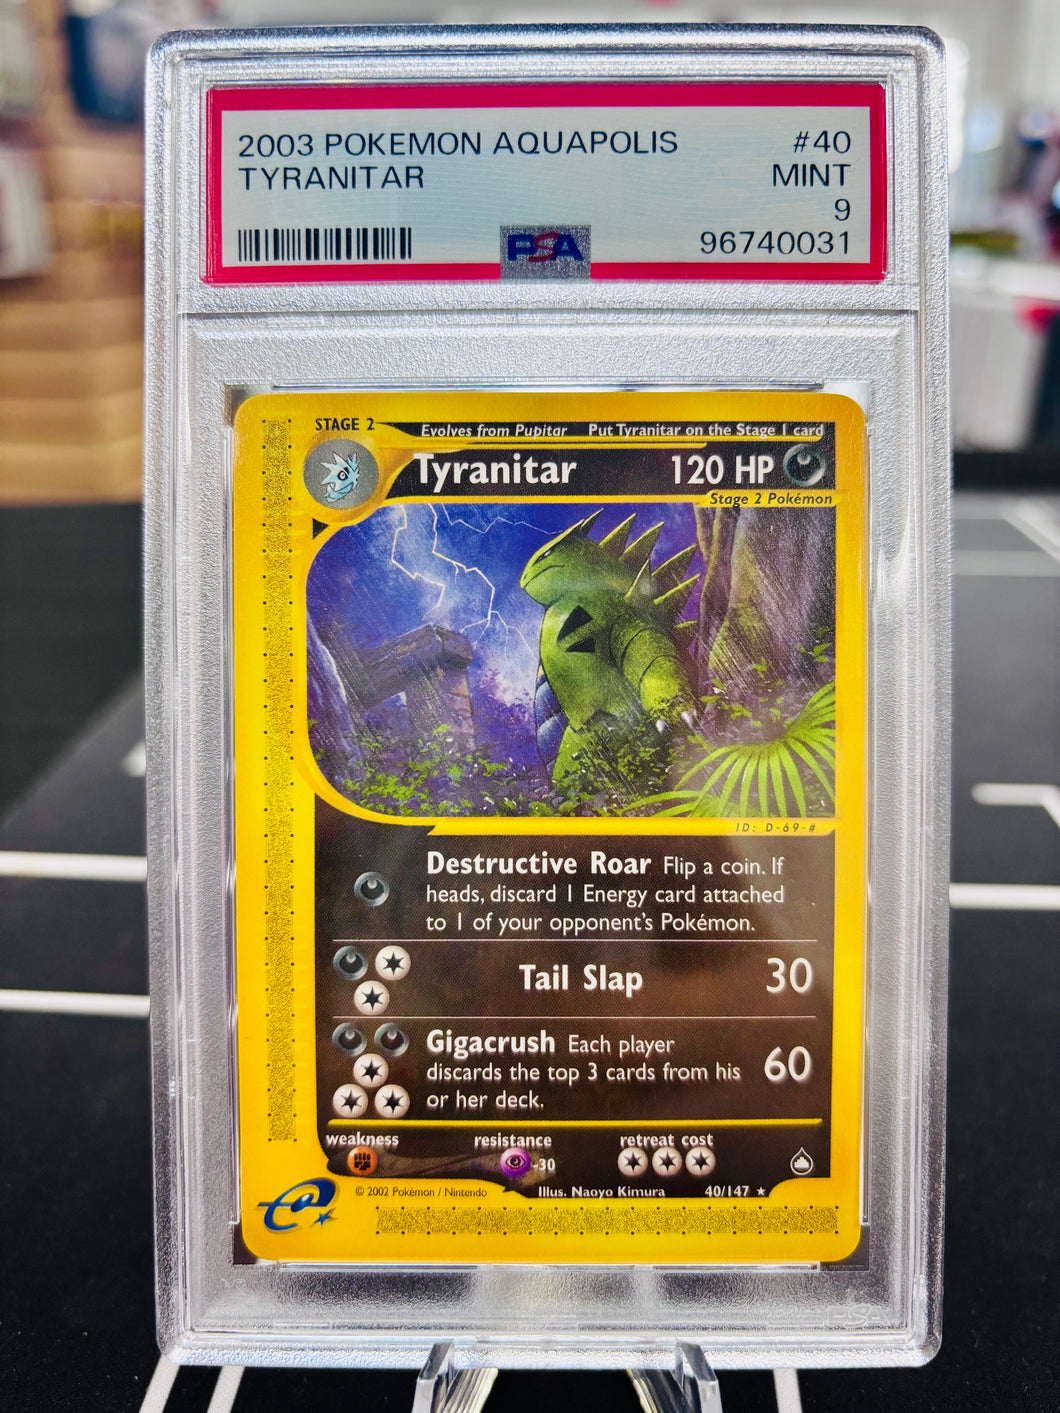 2003 POKEMON AQUAPOLIS #40
TYRANITAR MINT
9
PSA 96740031
STAGE 2 Evolves from Pupitar Put Tyranitar on the Stage 1 card
Tyranitar 120 HP
Stage 2 Pokémon
ID: D-69-#
Destructive Roar Flip a coin. If
heads, discard 1 Energy card attached
to 1 of your opponent's Pokémon.
Tail Slap 30
Gigacrush Each player
discards the top 3 cards from his 60
or her deck.
weakness resistance retreat cost
-30
© 2002 Pokémon / Nintendo Illus. Naoyo Kimura 40/147 ★
e
PSA